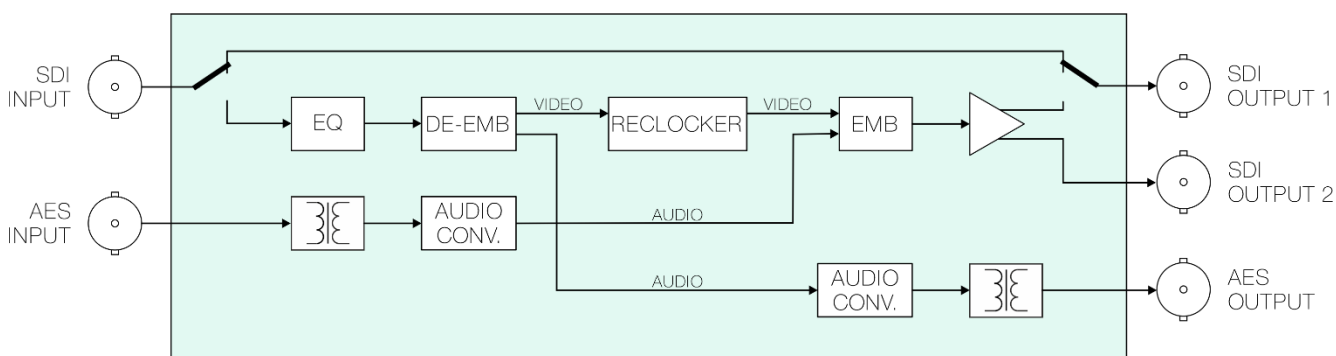 SDI
INPUT
EQ
DE-EMB
VIDEO
RECLOCKER
VIDEO
EMB
SDI
OUTPUT 1
SDI
OUTPUT 2
AES
INPUT
AUDIO
CONV.
AUDIO
AUDIO
AUDIO
CONV.
AES
OUTPUT